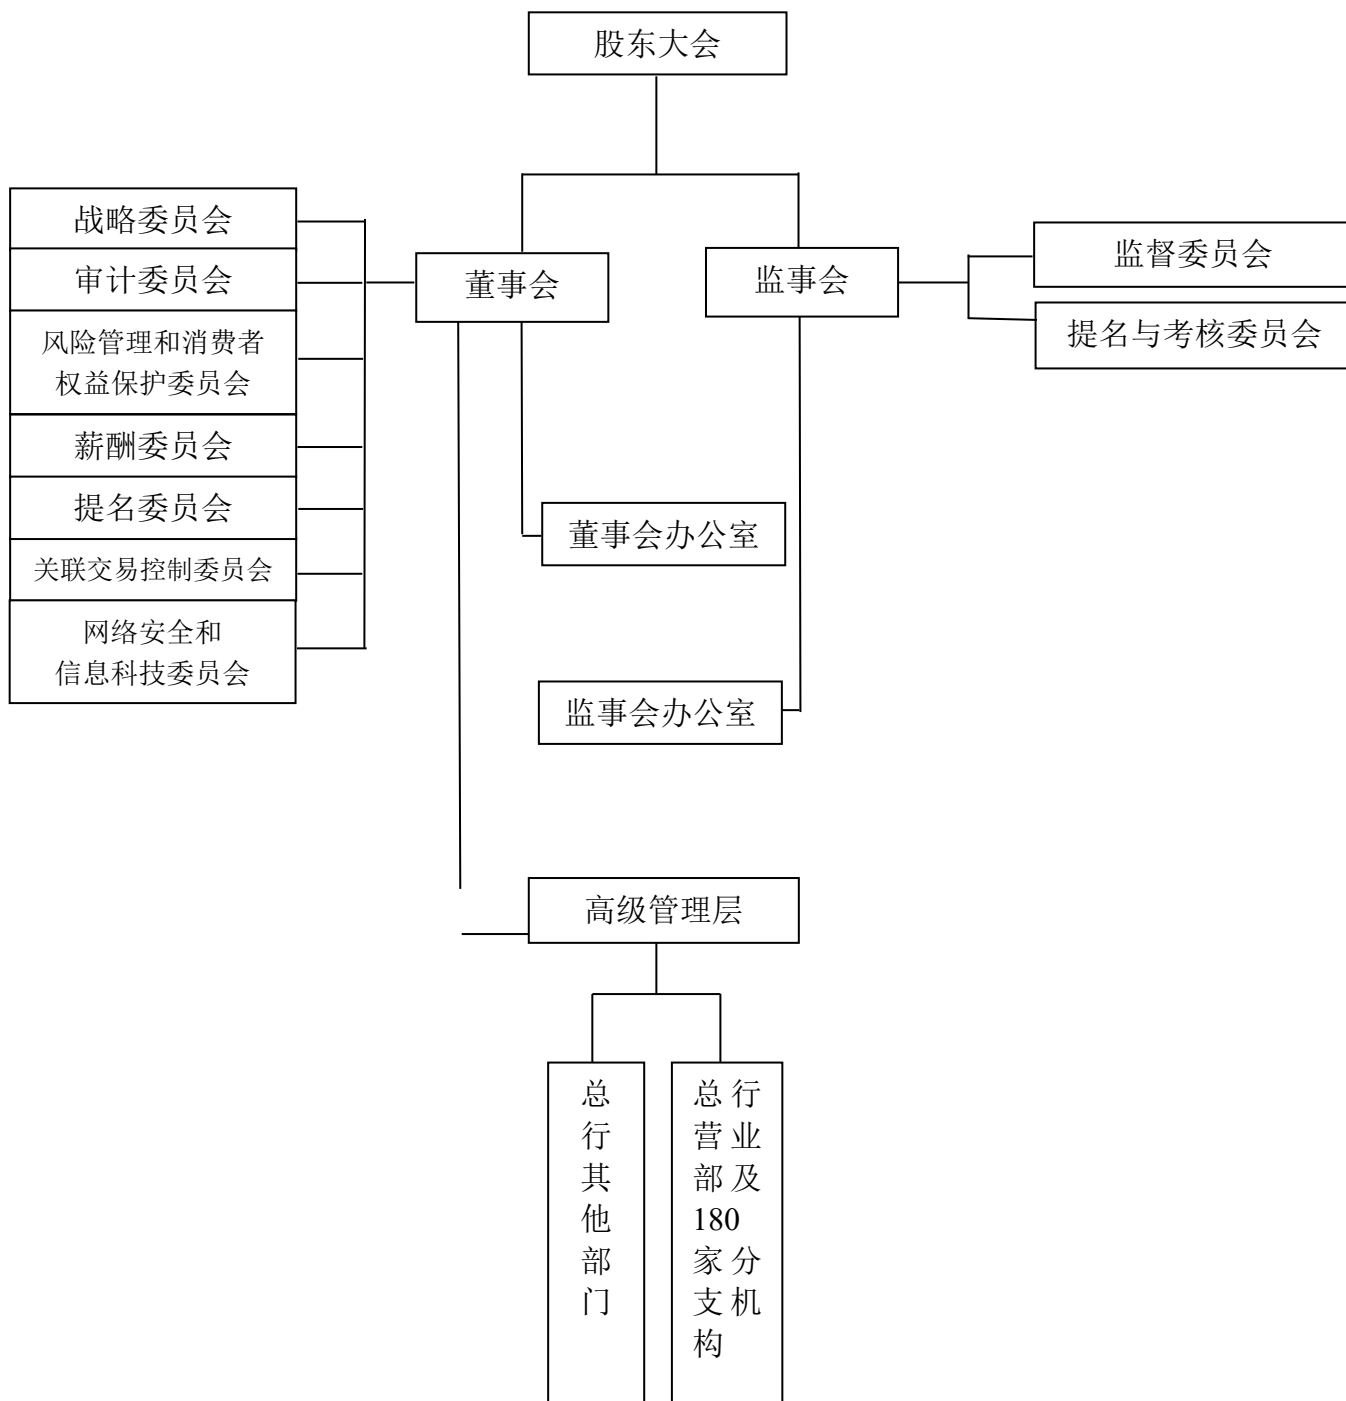 股东大会
战略委员会
审计委员会
风险管理和消费者
权益保护委员会
薪酬委员会
提名委员会
关联交易控制委员会
网络安全和
信息科技委员会
董事会
监事会
监督委员会
提名与考核委员会
董事会办公室
监事会办公室
高级管理层
总
行
其
他
部
门
总行
营业
部及
180
家分
支机
构